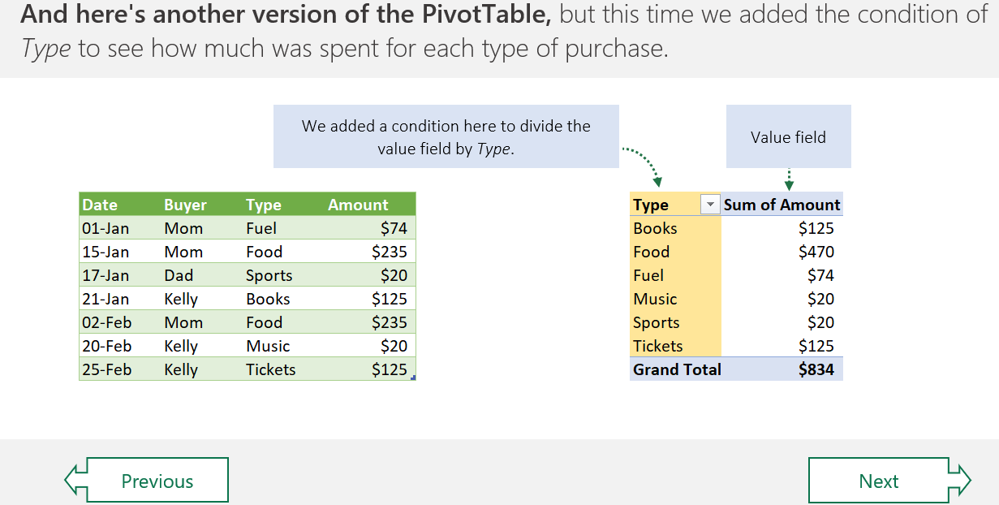 And here's another version of the PivotTable, but this time we added the condition of
Type to see how much was spent for each type of purchase.
We added a condition here to divide the
value field by Type.
Value field
Date Buyer Type Amount
01-Jan Mom Fuel $74
15-Jan Mom Food $235
17-Jan Dad Sports $20
21-Jan Kelly Books $125
02-Feb Mom Food $235
20-Feb Kelly Music $20
25-Feb Kelly Tickets $125
Type Sum of Amount
Books $125
Food $470
Fuel $74
Music $20
Sports $20
Tickets $125
Grand Total $834
Previous
Next